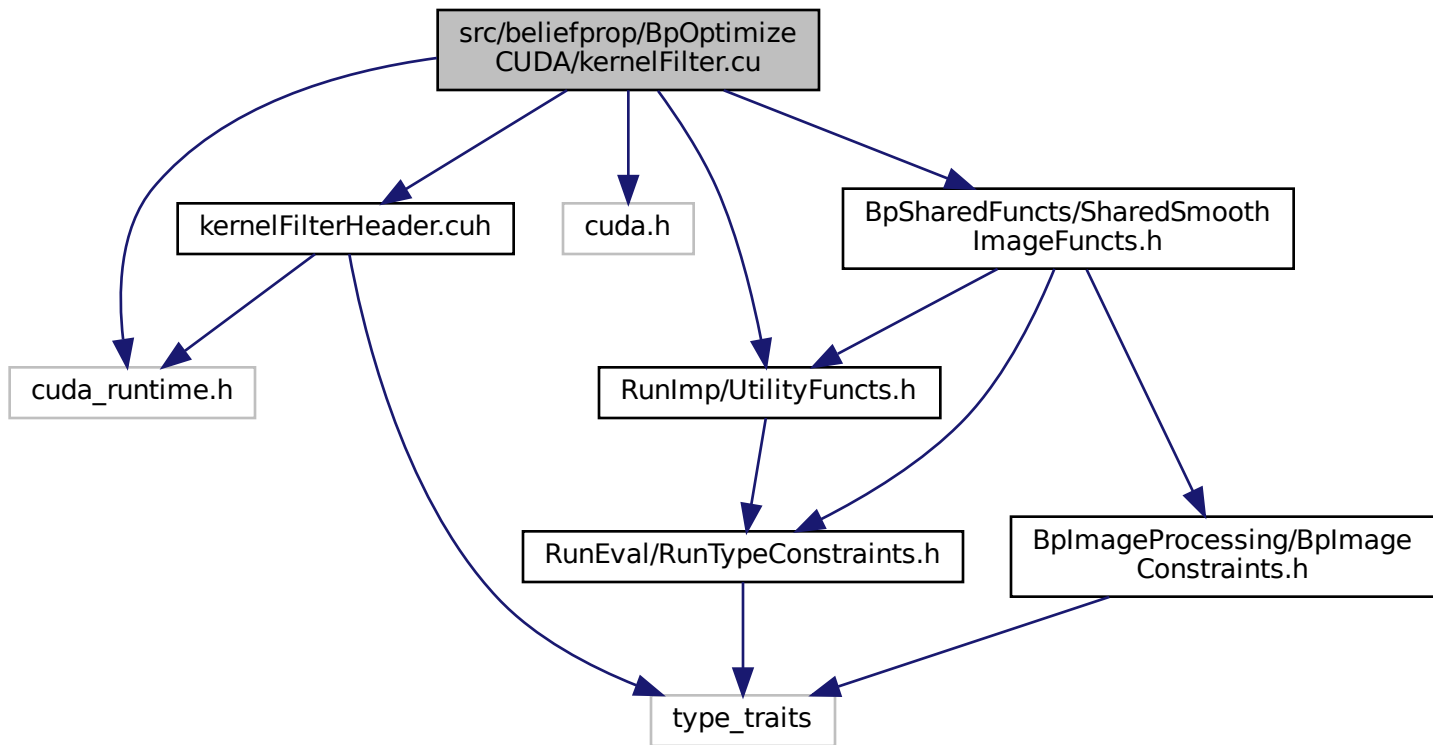 src/beliefprop/BpOptimize
CUDA/kernelFilter.cu
kernelFilterHeader.cuh
cuda.h
BpSharedFuncts/SharedSmooth
ImageFuncts.h
cuda_runtime.h
RunImp/UtilityFuncts.h
RunEval/RunTypeConstraints.h
BpImageProcessing/BpImage
Constraints.h
type_traits